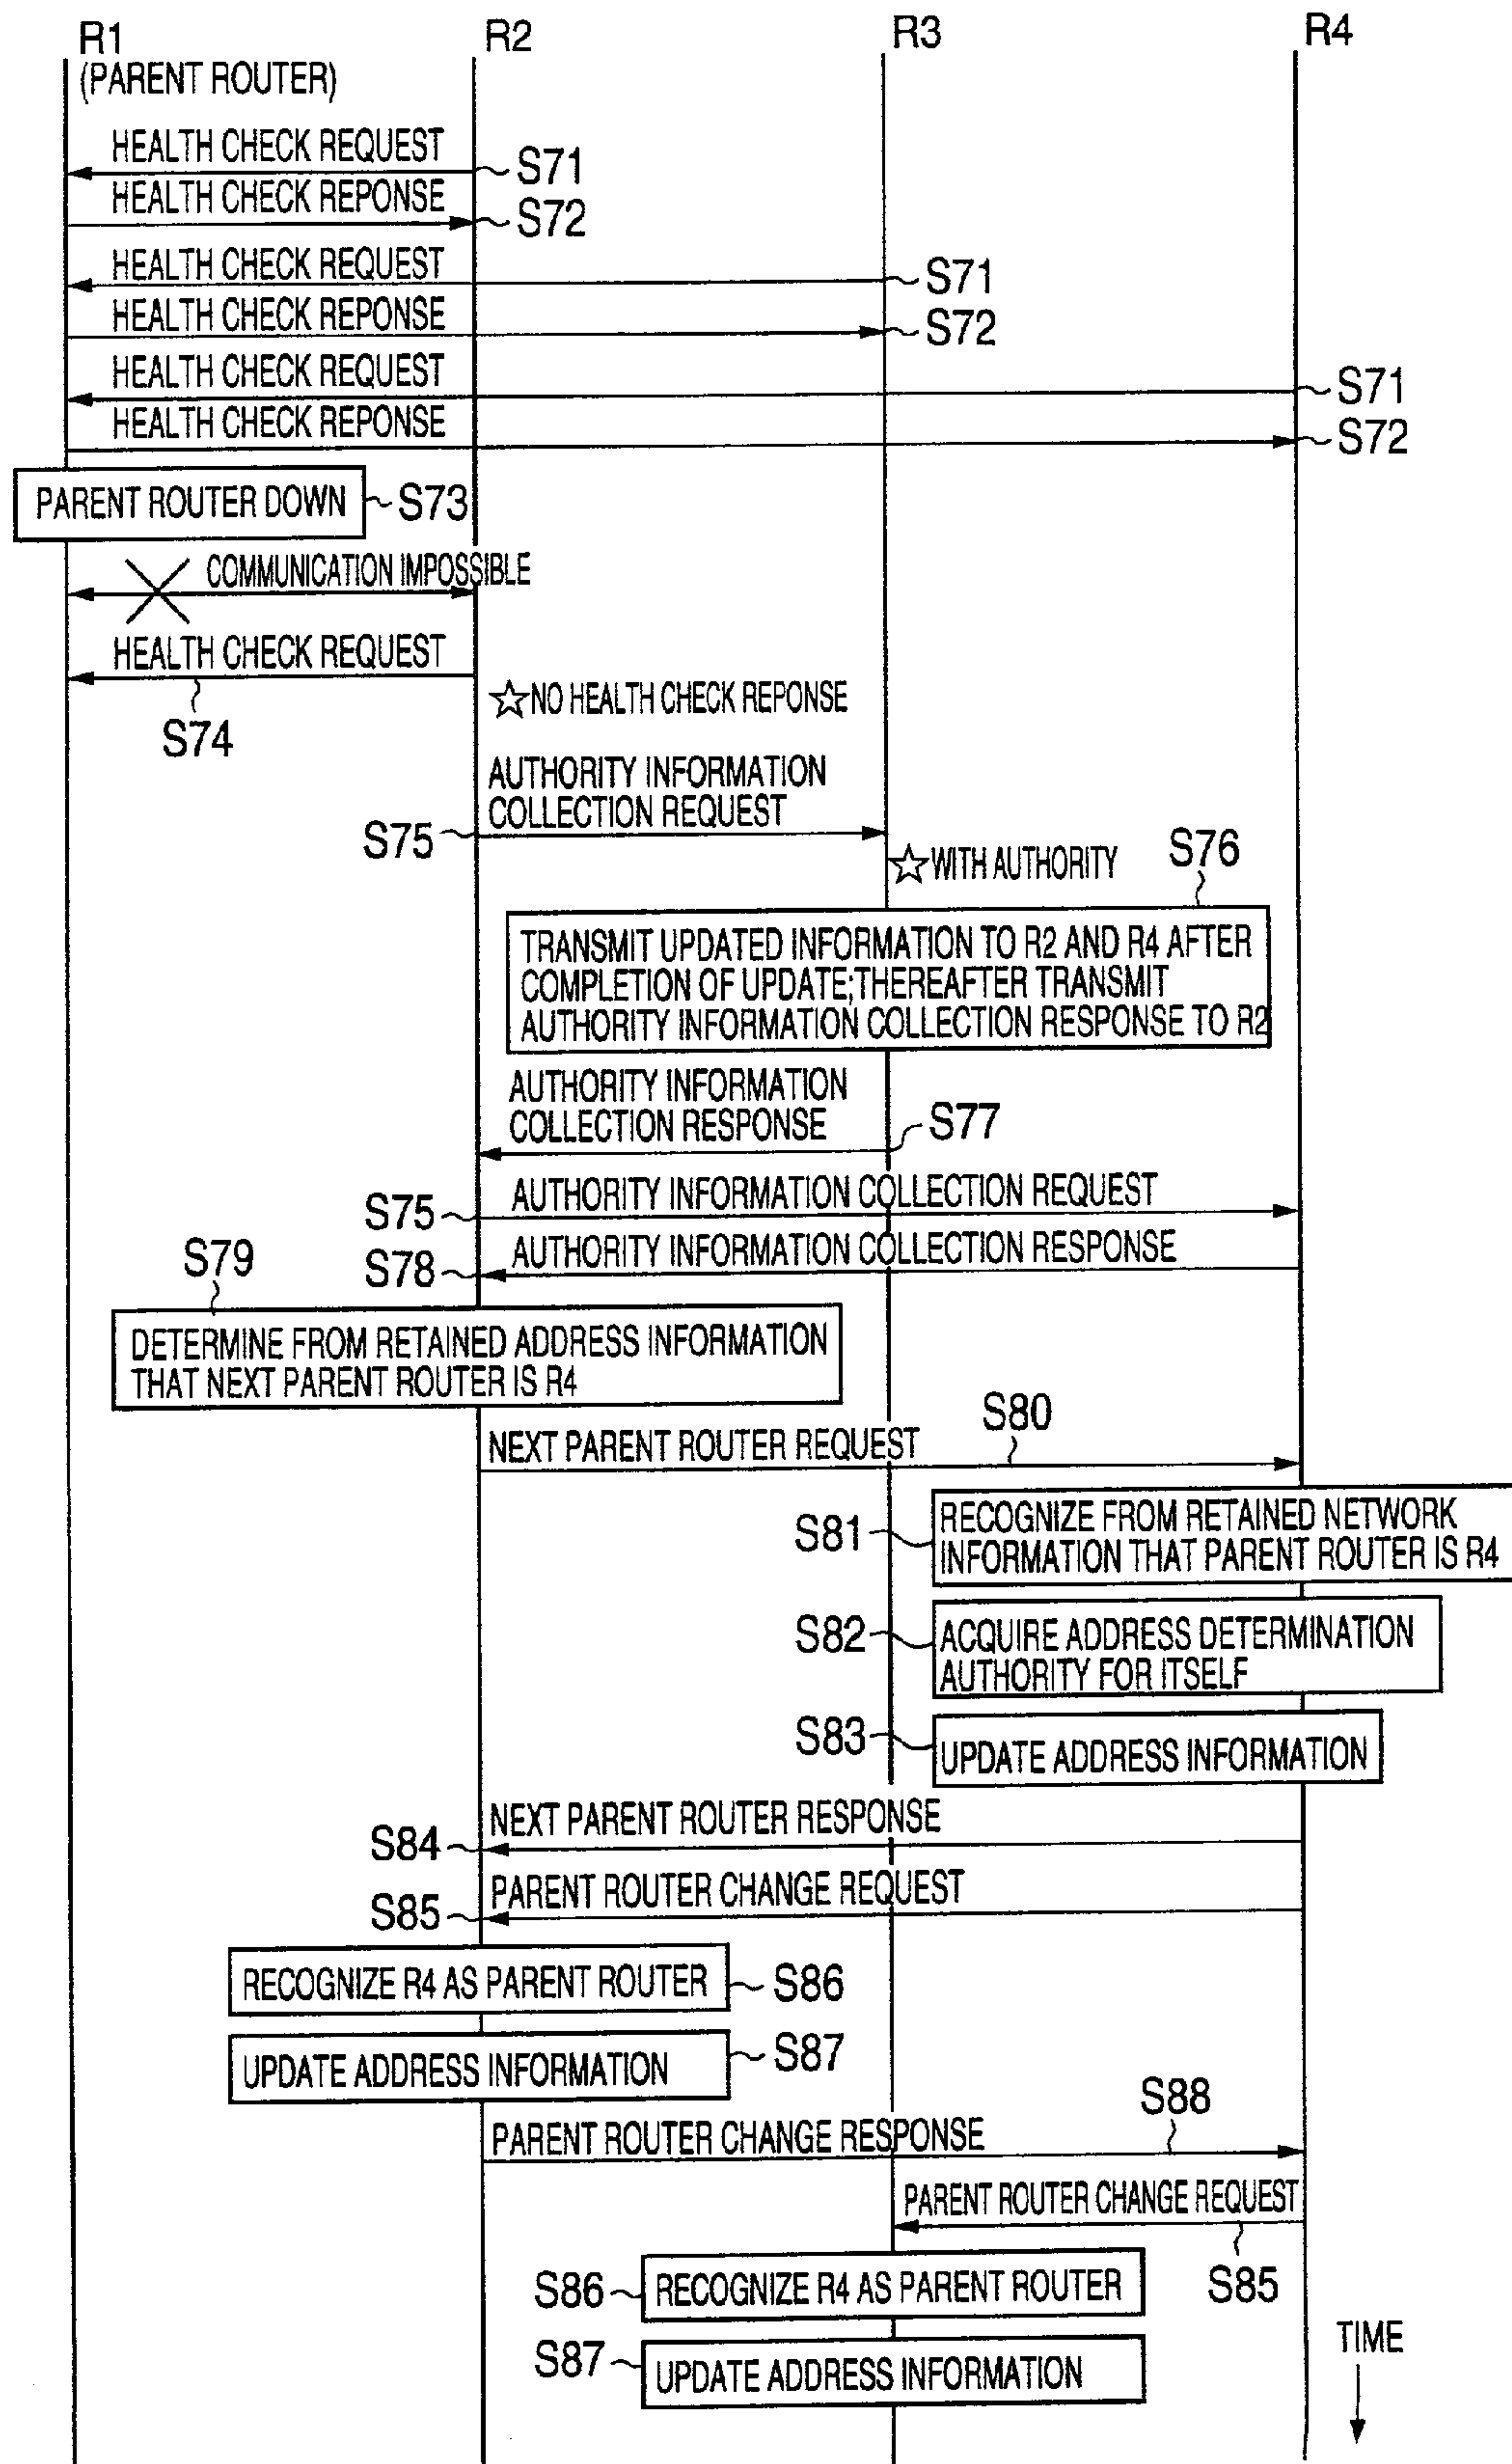 R1
(PARENT ROUTER)
R2
R3
R4
HEALTH CHECK REQUEST
S71
HEALTH CHECK REPONSE
S72
HEALTH CHECK REQUEST
S71
HEALTH CHECK REPONSE
S72
HEALTH CHECK REQUEST
S71
HEALTH CHECK REPONSE
S72
PARENT ROUTER DOWN
S73
COMMUNICATION IMPOSSIBLE
HEALTH CHECK REQUEST
S74
☆NO HEALTH CHECK REPONSE
AUTHORITY INFORMATION
COLLECTION REQUEST
S75
☆WITH AUTHORITY
S76
TRANSMIT UPDATED INFORMATION TO R2 AND R4 AFTER
COMPLETION OF UPDATE;THEREAFTER TRANSMIT
AUTHORITY INFORMATION COLLECTION RESPONSE TO R2
AUTHORITY INFORMATION
COLLECTION RESPONSE
S77
S75
AUTHORITY INFORMATION COLLECTION REQUEST
S78
AUTHORITY INFORMATION COLLECTION RESPONSE
S79
DETERMINE FROM RETAINED ADDRESS INFORMATION
THAT NEXT PARENT ROUTER IS R4
NEXT PARENT ROUTER REQUEST
S80
S81
RECOGNIZE FROM RETAINED NETWORK
INFORMATION THAT PARENT ROUTER IS R4
S82
ACQUIRE ADDRESS DETERMINATION
AUTHORITY FOR ITSELF
S83
UPDATE ADDRESS INFORMATION
NEXT PARENT ROUTER RESPONSE
S84
PARENT ROUTER CHANGE REQUEST
S85
RECOGNIZE R4 AS PARENT ROUTER
S86
UPDATE ADDRESS INFORMATION
S87
PARENT ROUTER CHANGE RESPONSE
S88
PARENT ROUTER CHANGE REQUEST
S85
S86
RECOGNIZE R4 AS PARENT ROUTER
S87
UPDATE ADDRESS INFORMATION
TIME